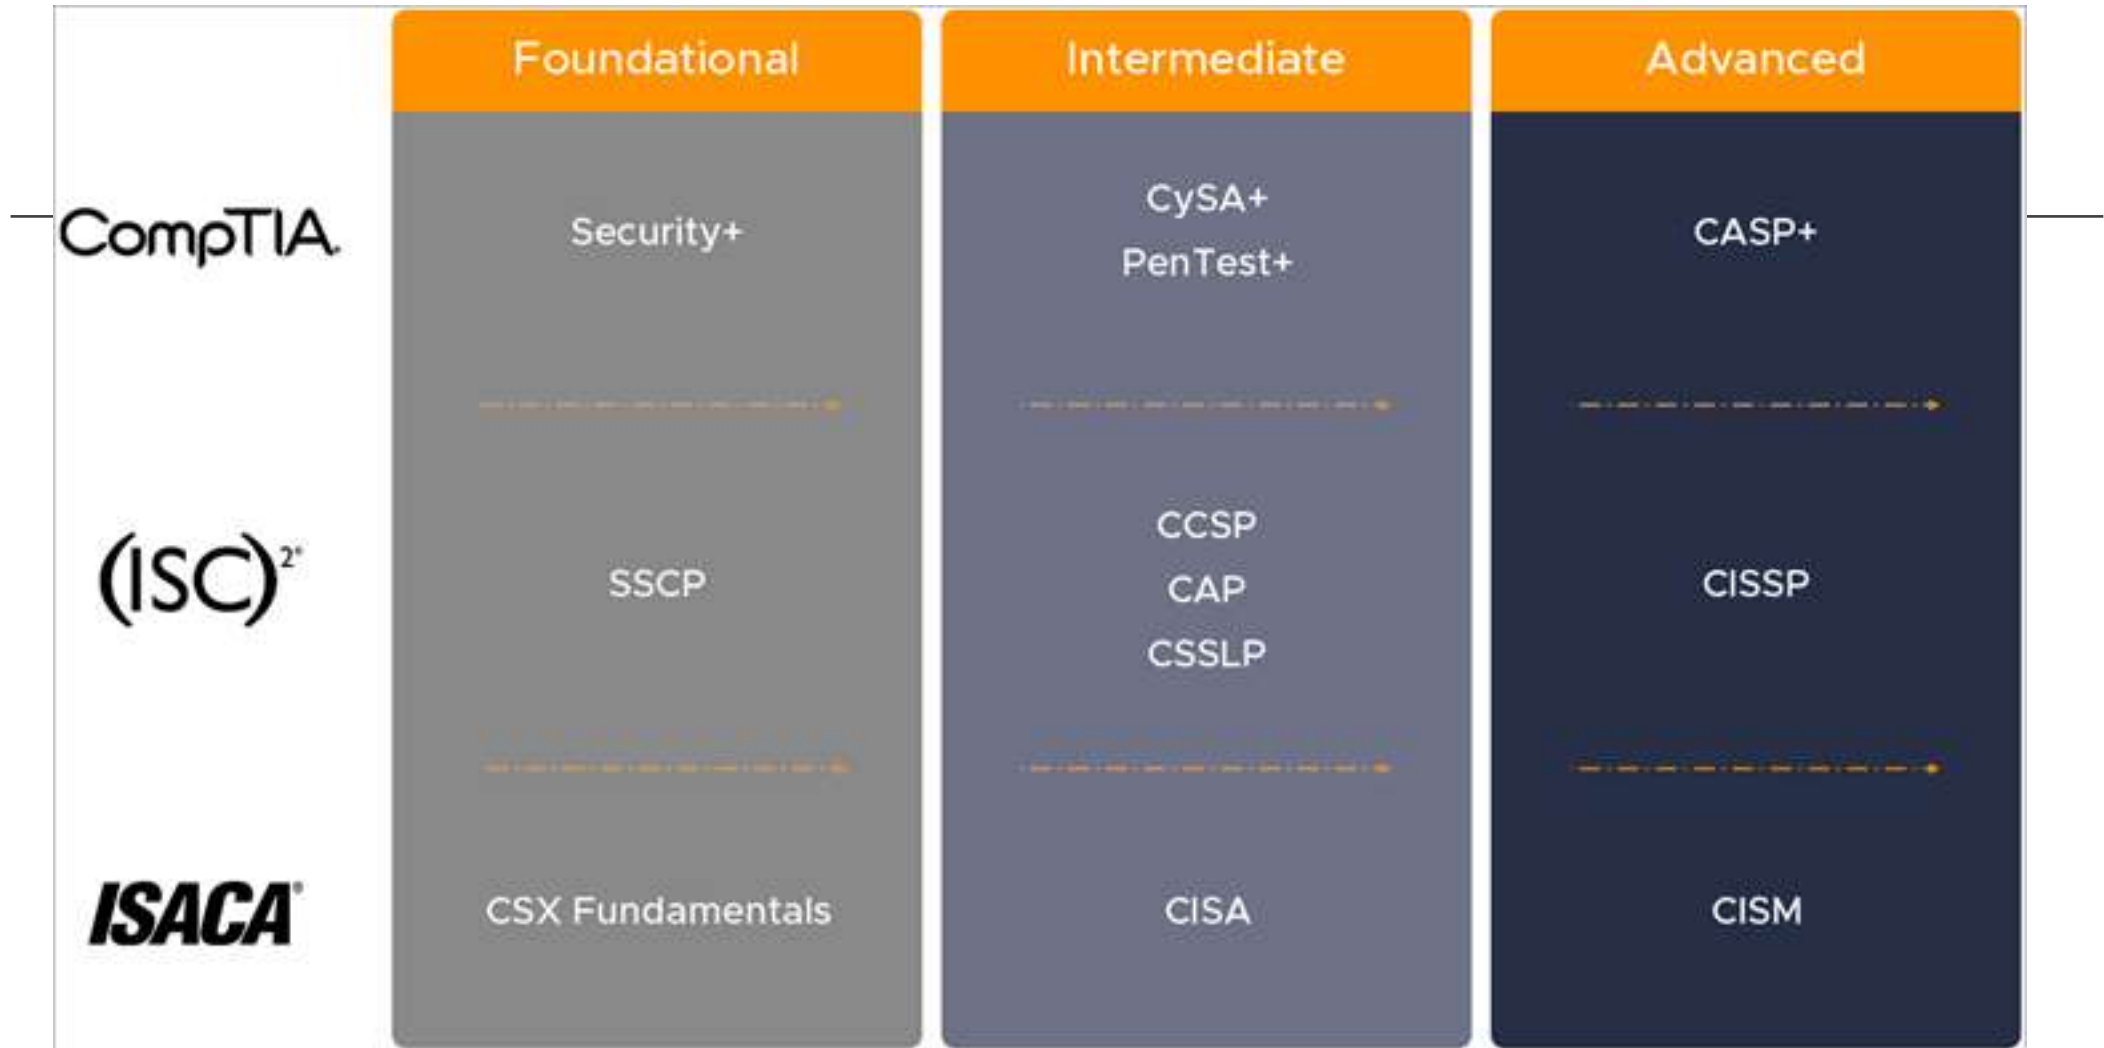 Foundational Intermediate Advanced
CompTIA.
Security+
CySA+
PenTest+
CASP+
(ISC)²®
SSCP
CCSP
CAP
CSSLP
CISSP
ISACA®
CSX Fundamentals
CISA
CISM